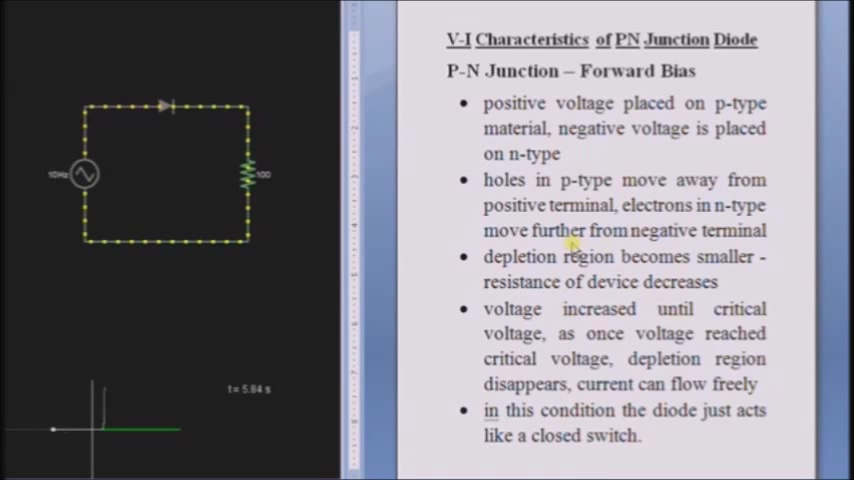 10Hz
100
t = 5.84 s
V-I Characteristics of PN Junction Diode
P-N Junction – Forward Bias
• positive voltage placed on p-type
material, negative voltage is placed
on n-type
• holes in p-type move away from
positive terminal, electrons in n-type
move further from negative terminal
• depletion region becomes smaller -
resistance of device decreases
• voltage increased until critical
voltage, as once voltage reached
critical voltage, depletion region
disappears, current can flow freely
• in this condition the diode just acts
like a closed switch.